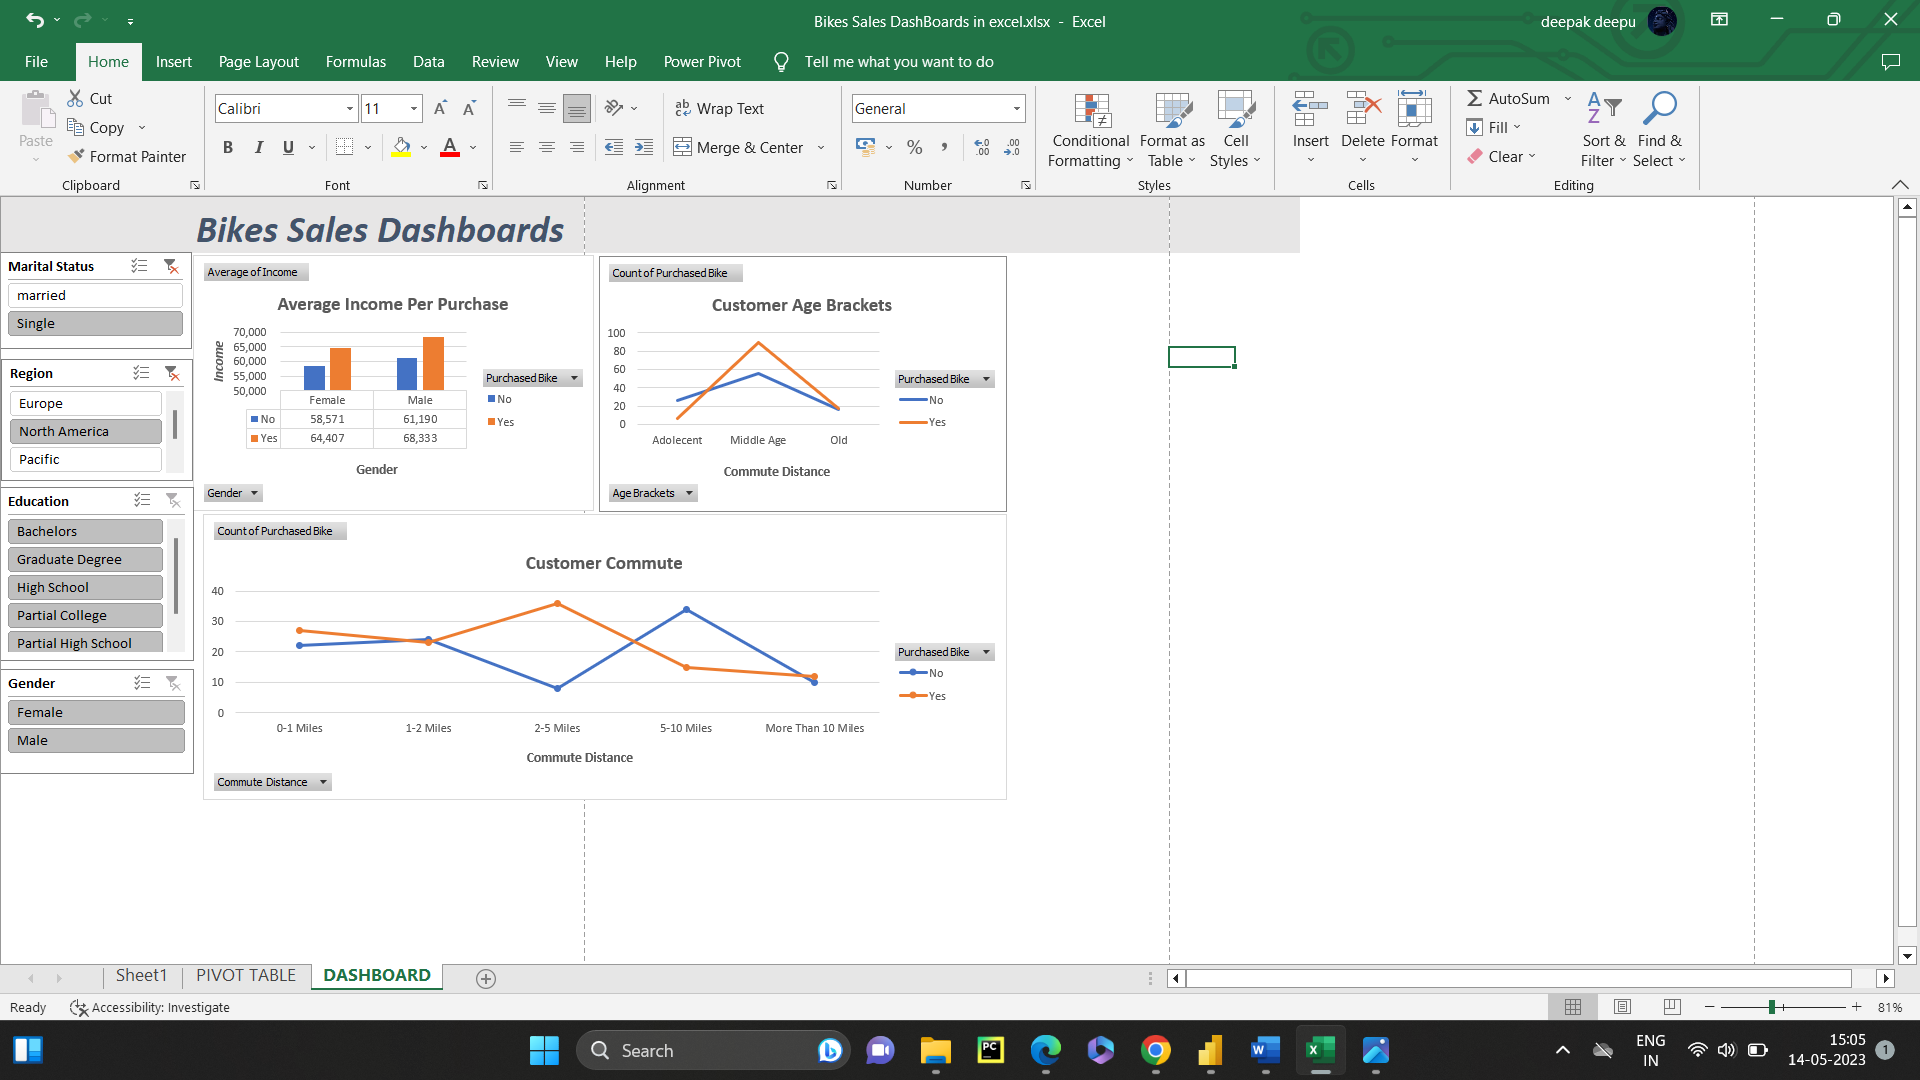 Bikes Sales DashBoards in excel.xlsx - Excel
deepak deepu
File Home Insert Page Layout Formulas Data Review View Help Power Pivot Tell me what you want to do
Paste
Cut
Copy
Format Painter
Clipboard
Calibri 11
B I U
A
Font
ab Wrap Text
Merge & Center
Alignment
General
% ,
Number
Conditional Formatting
Format as Table
Cell Styles
Styles
Insert
Delete
Format
Cells
AutoSum
Fill
Clear
Sort & Filter
Find & Select
Editing
Bikes Sales Dashboards
Marital Status
married
Single
Region
Europe
North America
Pacific
Education
Bachelors
Graduate Degree
High School
Partial College
Partial High School
Gender
Female
Male
Average of Income
Average Income Per Purchase
Income
70,000
65,000
60,000
55,000
50,000
Female Male
No 58,571 61,190
Yes 64,407 68,333
Gender
Purchased Bike
No
Yes
Gender
Count of Purchased Bike
Customer Age Brackets
100
80
60
40
20
0
Adolecent Middle Age Old
Commute Distance
Purchased Bike
No
Yes
Age Brackets
Count of Purchased Bike
Customer Commute
40
30
20
10
0
0-1 Miles 1-2 Miles 2-5 Miles 5-10 Miles More Than 10 Miles
Commute Distance
Purchased Bike
No
Yes
Commute Distance
Sheet1 PIVOT TABLE DASHBOARD
Ready Accessibility: Investigate
81%
Search
ENG
IN
15:05
14-05-2023
1